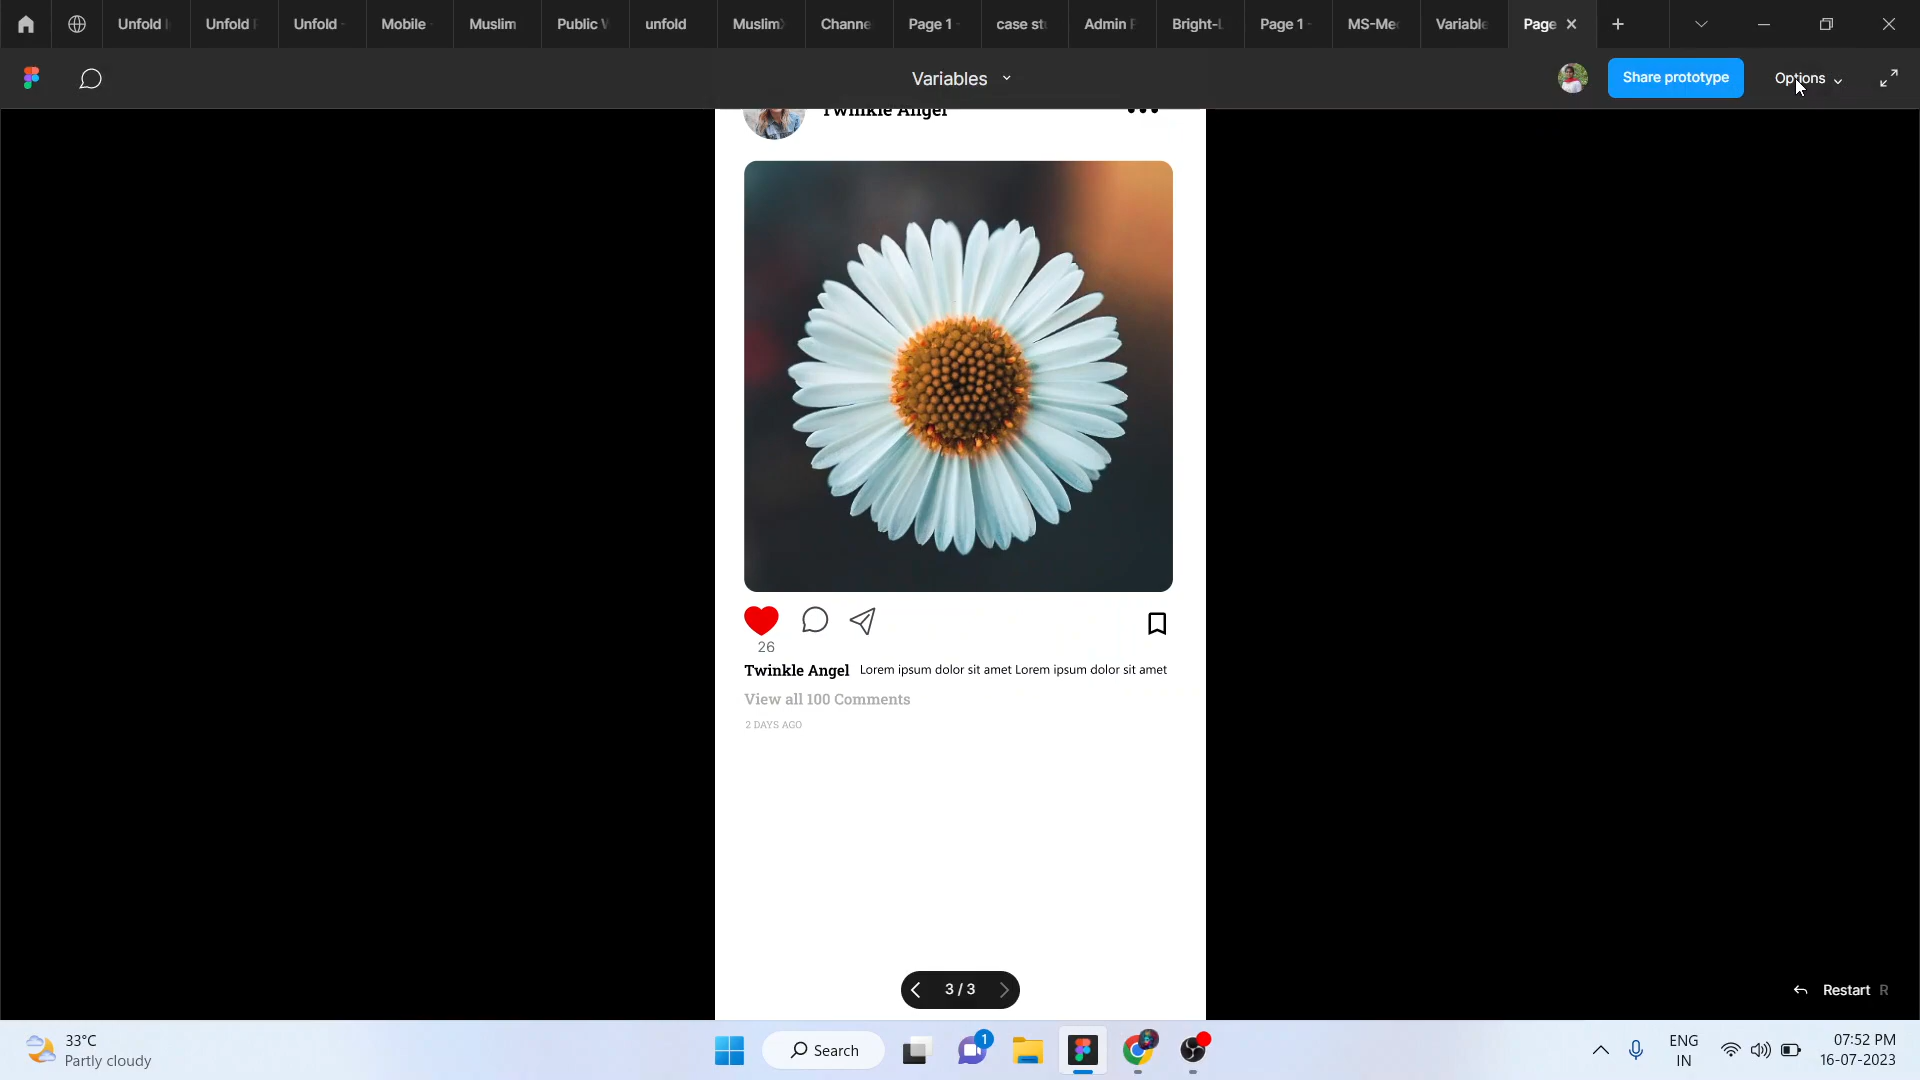 Unfold
Unfold
Unfold
Mobile
Muslim
Public
unfold
Muslim
Channe
Page 1
case st
Admin
Bright-L
Page 1
MS-Me
Variable
Page
Variables
Share prototype
Options
Twinkle Angel
26
Twinkle Angel Lorem ipsum dolor sit amet Lorem ipsum dolor sit amet
View all 100 Comments
2 DAYS AGO
3 / 3
Restart R
33°C
Partly cloudy
Search
1
ENG
IN
07:52 PM
16-07-2023